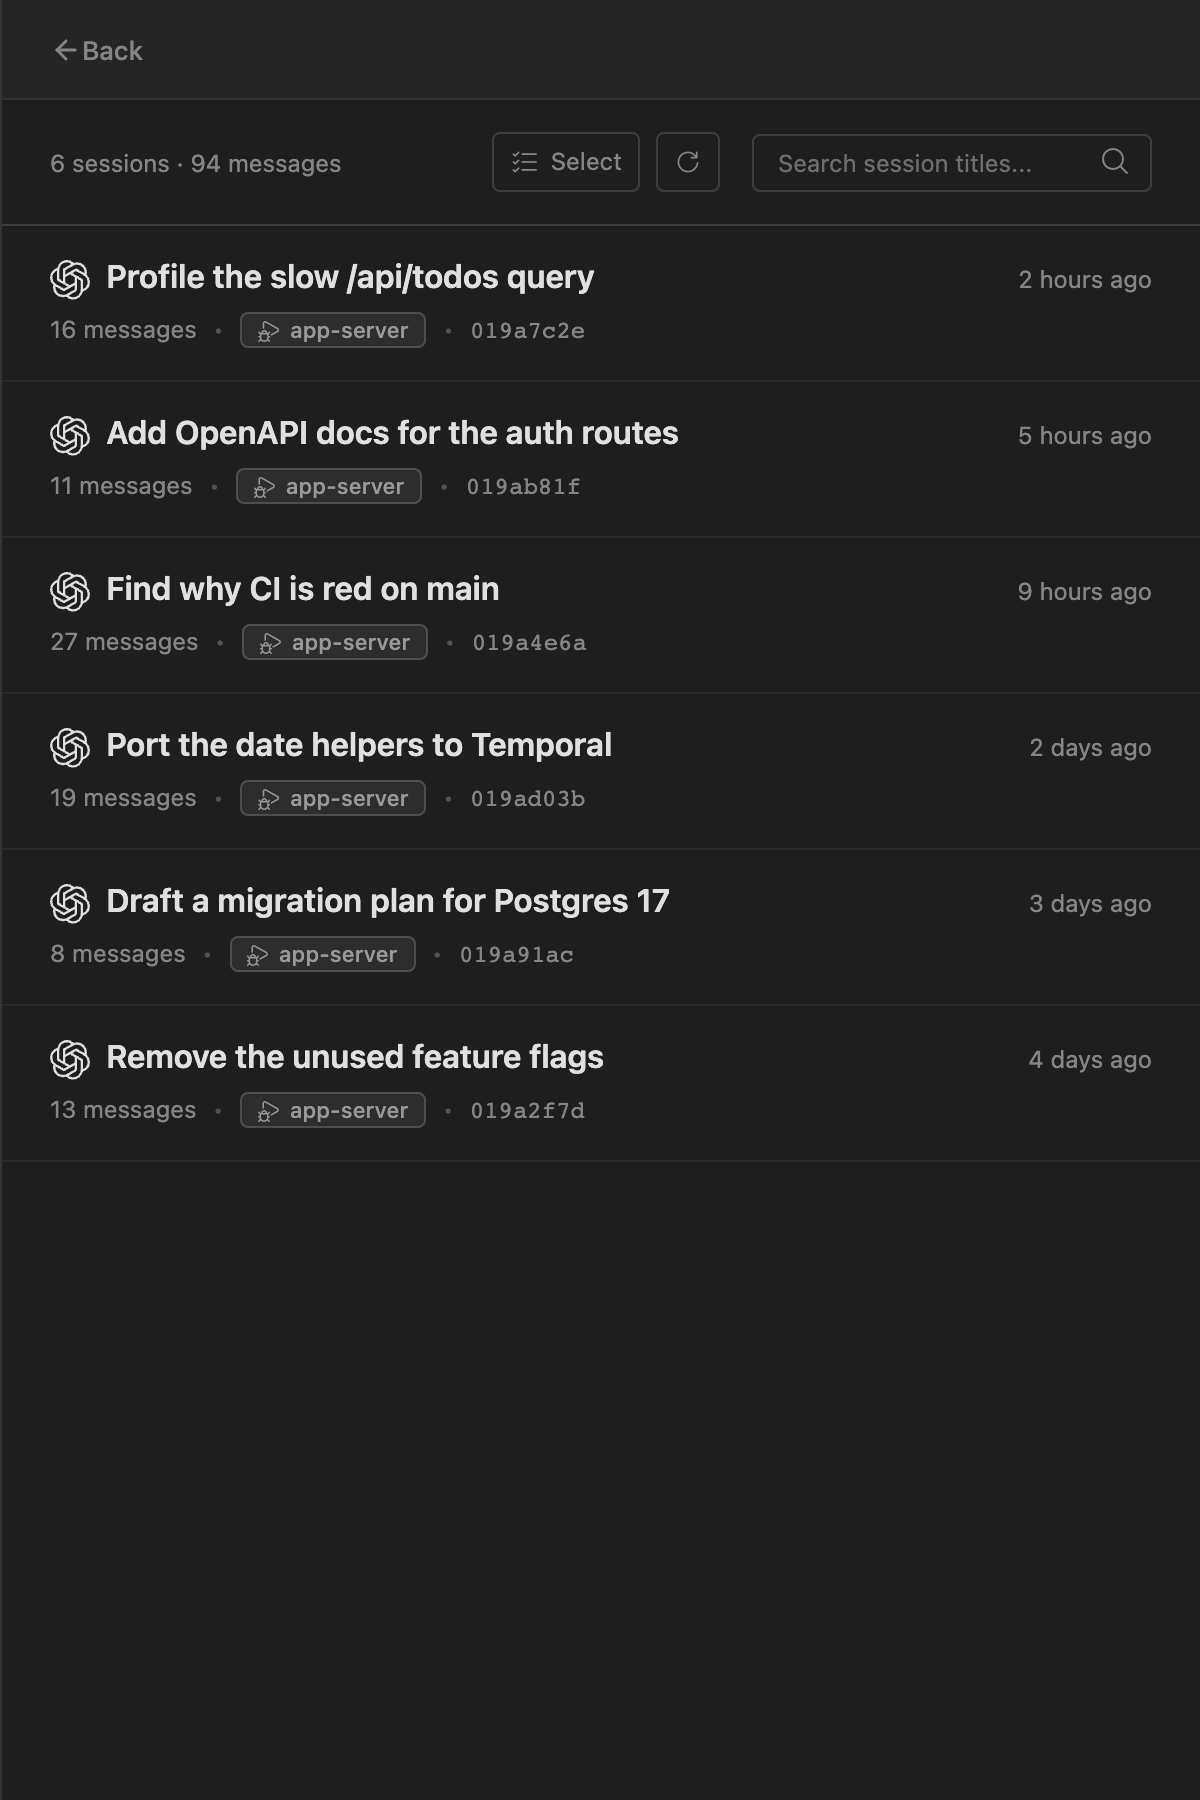 Back
6 sessions · 94 messages
Select
Search session titles...
Profile the slow /api/todos query
2 hours ago
16 messages • app-server • 019a7c2e
Add OpenAPI docs for the auth routes
5 hours ago
11 messages • app-server • 019ab81f
Find why CI is red on main
9 hours ago
27 messages • app-server • 019a4e6a
Port the date helpers to Temporal
2 days ago
19 messages • app-server • 019ad03b
Draft a migration plan for Postgres 17
3 days ago
8 messages • app-server • 019a91ac
Remove the unused feature flags
4 days ago
13 messages • app-server • 019a2f7d